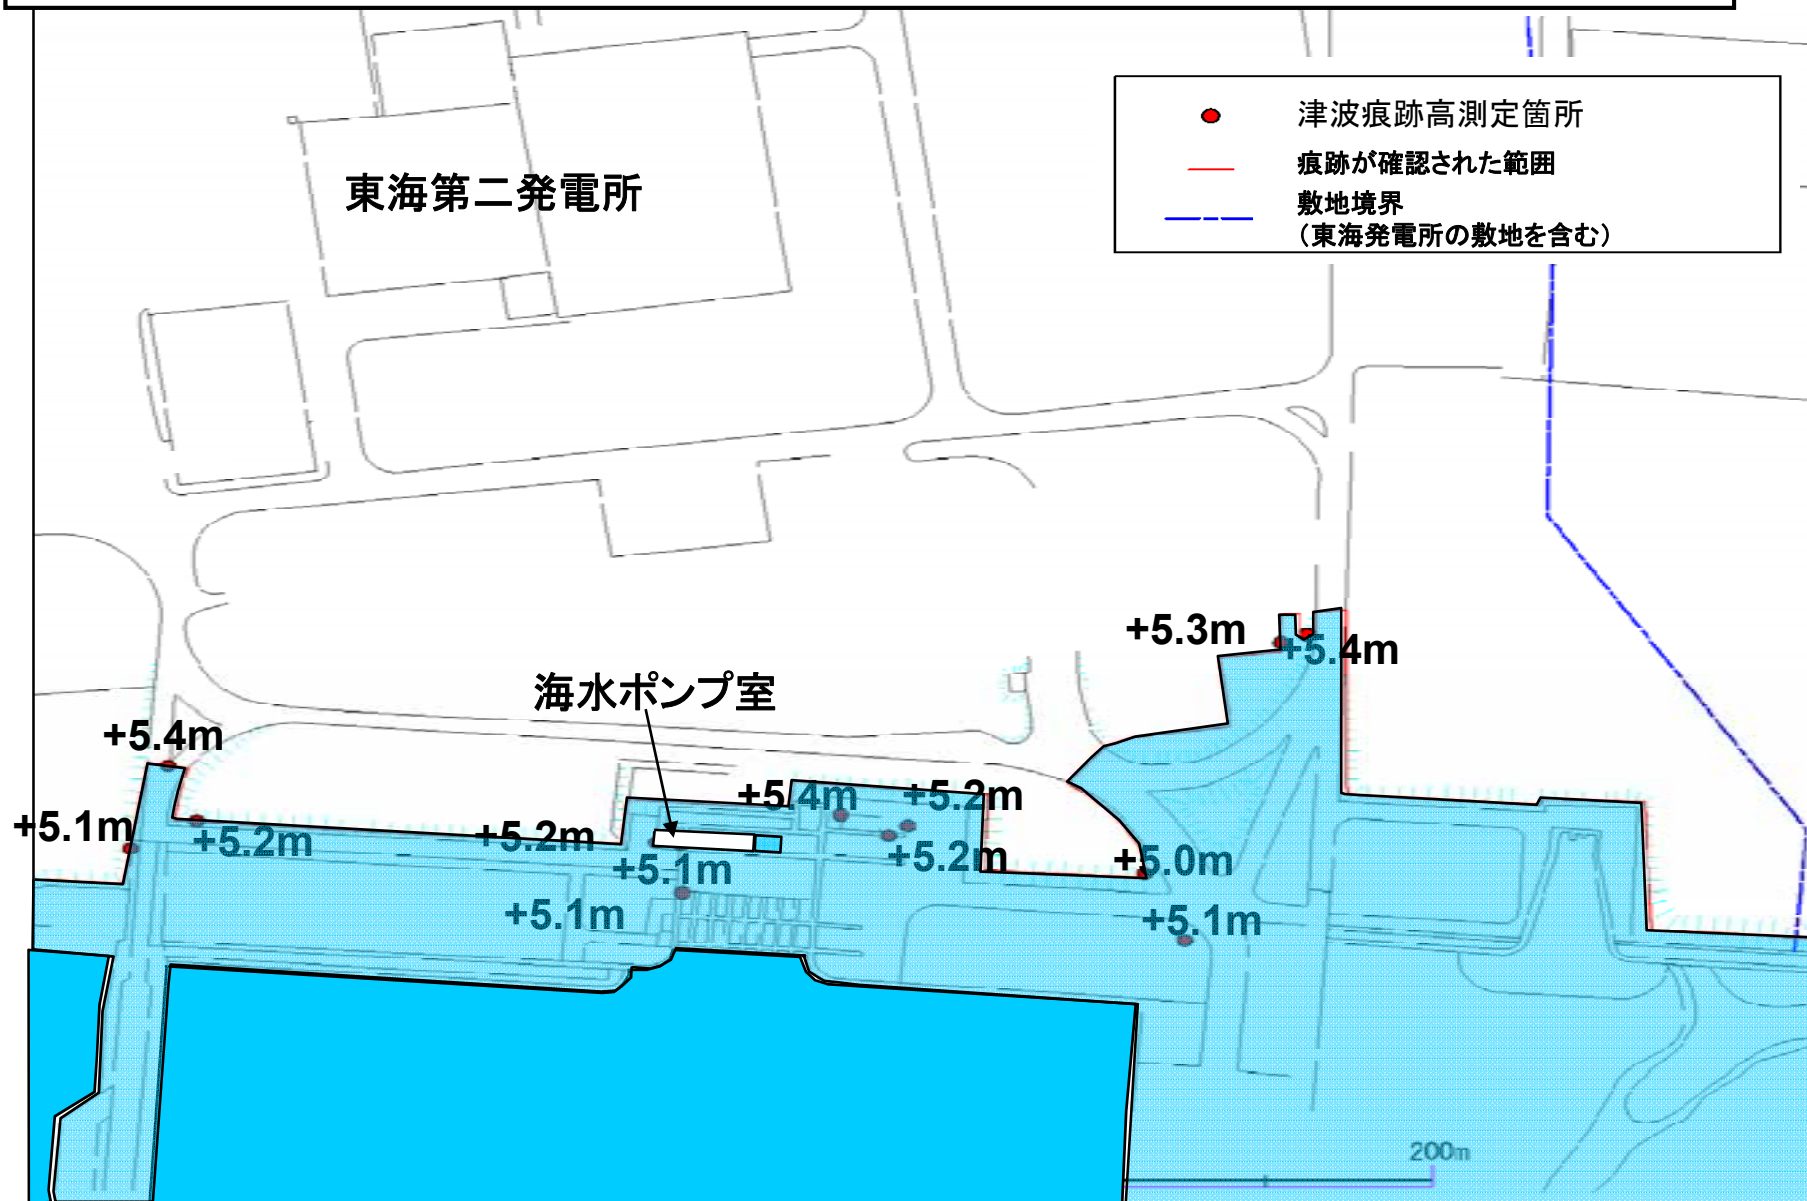 津波痕跡高測定箇所
痕跡が確認された範囲
敷地境界
（東海発電所の敷地を含む）
東海第二発電所
+5.3m
+5.4m
海水ポンプ室
+5.4m
+5.4m
+5.2m
+5.1m
+5.2m
+5.2m
+5.1m
+5.2m
+5.0m
+5.1m
+5.1m
200m